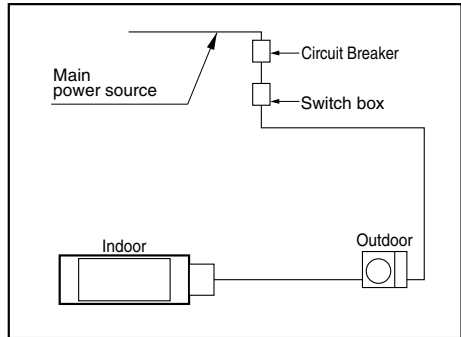 Circuit Breaker
Main
power source
Switch box
Indoor
Outdoor